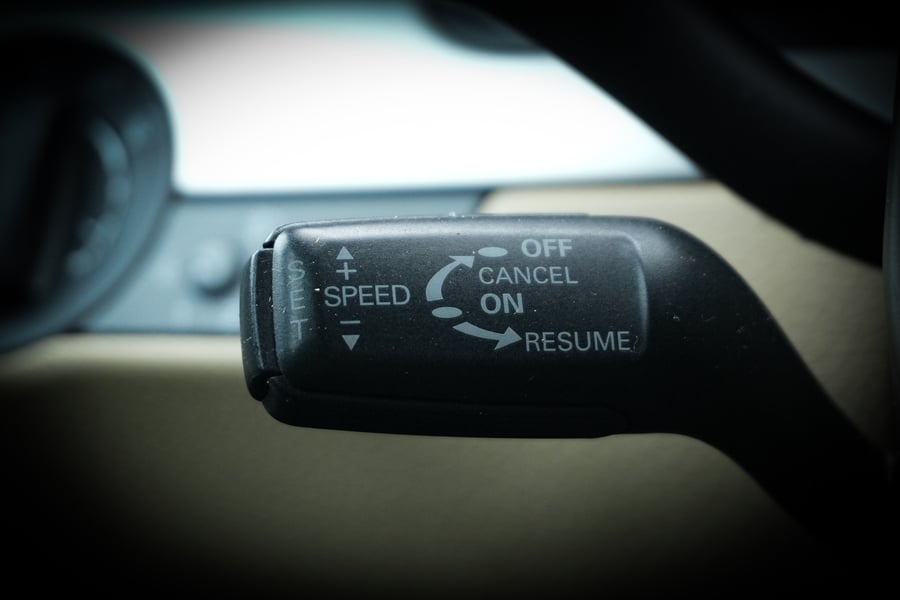 SET
+
SPEED
−
OFF
CANCEL
ON
RESUME